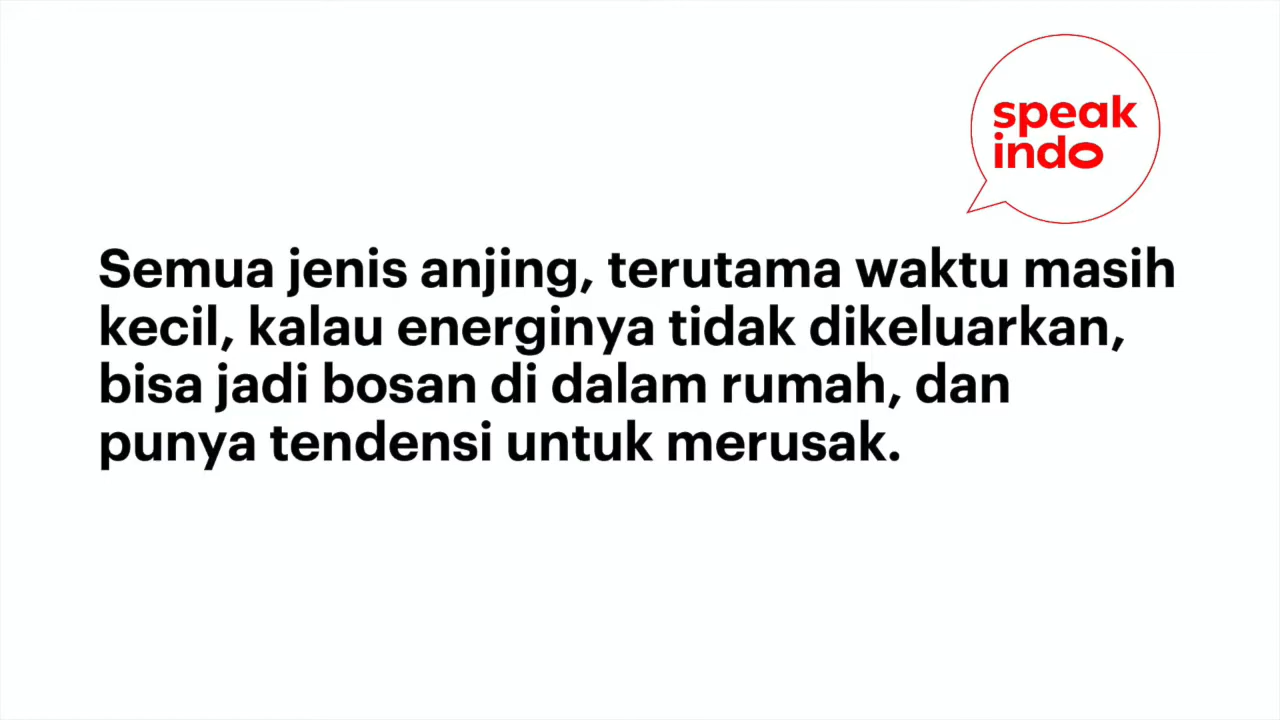 speak
indo
Semua jenis anjing, terutama waktu masih
kecil, kalau energinya tidak dikeluarkan,
bisa jadi bosan di dalam rumah, dan
punya tendensi untuk merusak.